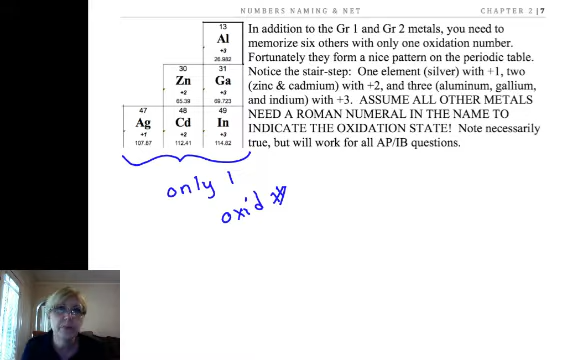 NUMBERS NAMING & NET
CHAPTER 2 | 7
13
Al
+3
26.982
30
31
Zn
Ga
+2
+3
65.39
69.723
47
48
49
Ag
Cd
In
+1
+2
+3
107.87
112.41
114.82
In addition to the Gr 1 and Gr 2 metals, you need to
memorize six others with only one oxidation number.
Fortunately they form a nice pattern on the periodic table.
Notice the stair-step: One element (silver) with +1, two
(zinc & cadmium) with +2, and three (aluminum, gallium,
and indium) with +3. ASSUME ALL OTHER METALS
NEED A ROMAN NUMERAL IN THE NAME TO
INDICATE THE OXIDATION STATE! Note necessarily
true, but will work for all AP/IB questions.
only 1
oxid #